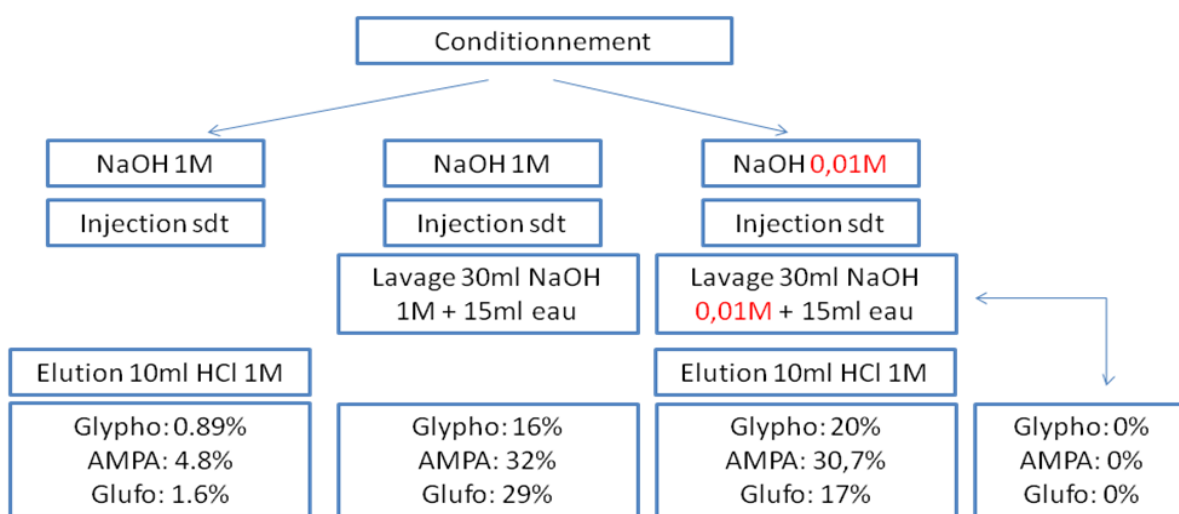 Conditionnement
NaOH 1M
NaOH 1M
NaOH 0,01M
Injection sdt
Injection sdt
Injection sdt
Lavage 30ml NaOH
1M + 15ml eau
Lavage 30ml NaOH
0,01M + 15ml eau
Elution 10ml HCl 1M
Elution 10ml HCl 1M
Glypho: 0.89%
AMPA: 4.8%
Glufo: 1.6%
Glypho: 16%
AMPA: 32%
Glufo: 29%
Glypho: 20%
AMPA: 30,7%
Glufo: 17%
Glypho: 0%
AMPA: 0%
Glufo: 0%